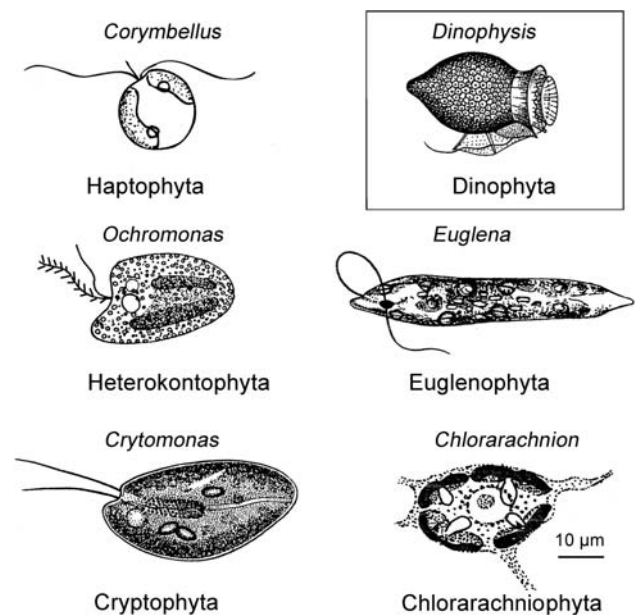 Corymbellus
Dinophysis
Haptophyta
Dinophyta
Ochromonas
Euglena
Heterokontophyta
Euglenophyta
Crytomonas
Chlorarachnion
10 µm
Cryptophyta
Chlorarachniophyta